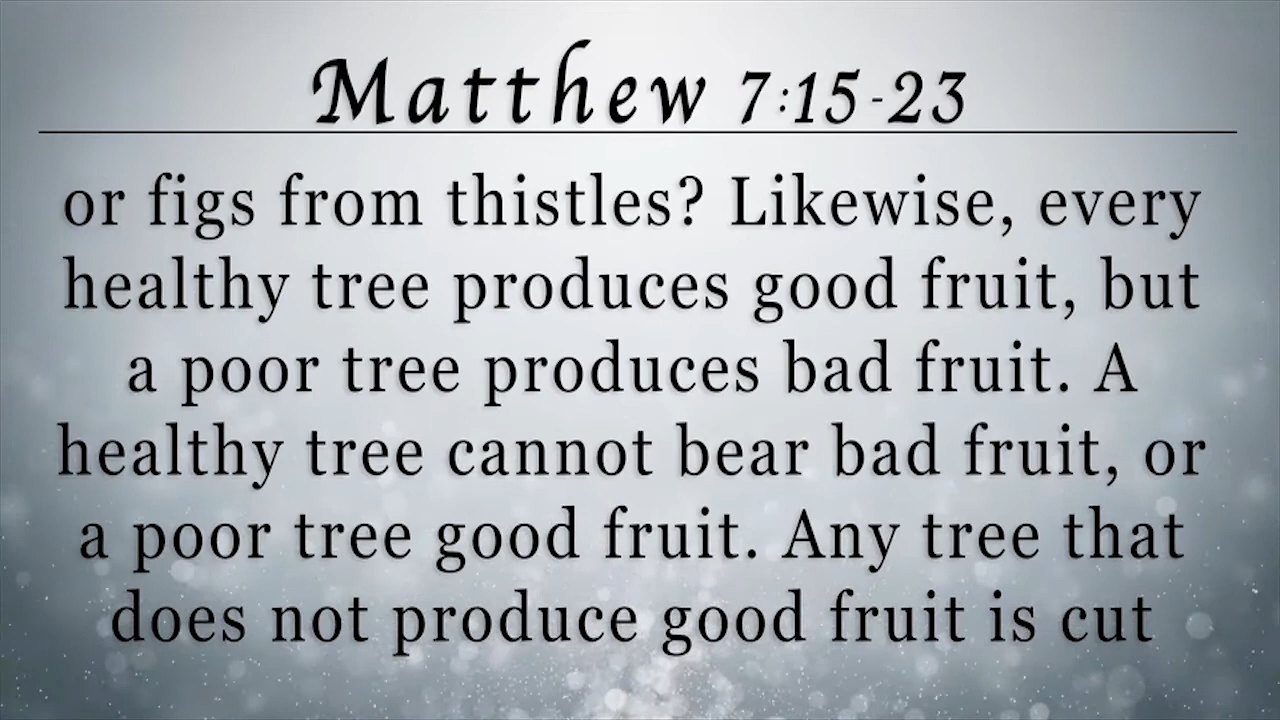 Matthew 7:15-23
or figs from thistles? Likewise, every
healthy tree produces good fruit, but
a poor tree produces bad fruit. A
healthy tree cannot bear bad fruit, or
a poor tree good fruit. Any tree that
does not produce good fruit is cut